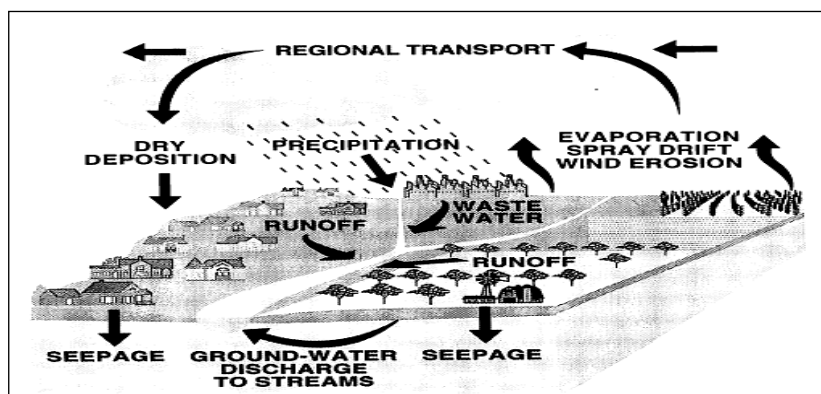 REGIONAL TRANSPORT
DRY
DEPOSITION
PRECIPITATION
EVAPORATION
SPRAY DRIFT
WIND EROSION
WASTE
WATER
RUNOFF
RUNOFF
SEEPAGE
GROUND-WATER
DISCHARGE
TO STREAMS
SEEPAGE